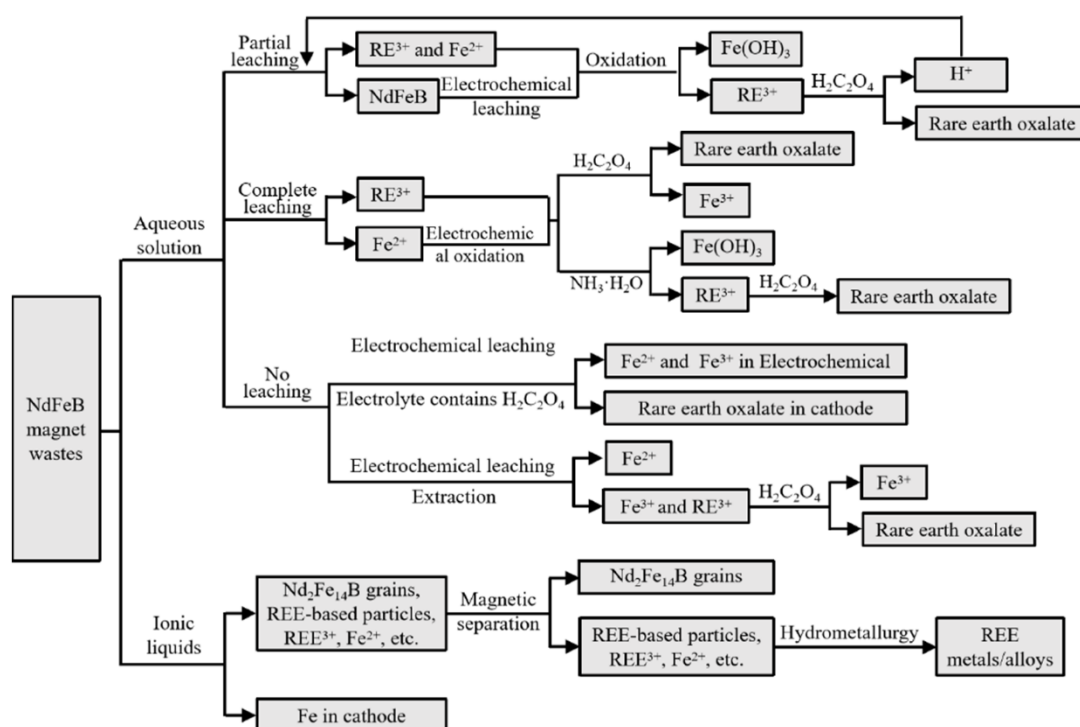 Partial
leaching
RE³⁺ and Fe²⁺
NdFeB
Electrochemical
leaching
Oxidation
Fe(OH)₃
RE³⁺
H₂C₂O₄
H⁺
Rare earth oxalate
Aqueous
solution
Complete
leaching
RE³⁺
Fe²⁺
Electrochemic
al oxidation
H₂C₂O₄
Rare earth oxalate
Fe³⁺
NH₃·H₂O
Fe(OH)₃
RE³⁺
H₂C₂O₄
Rare earth oxalate
NdFeB
magnet
wastes
No
leaching
Electrochemical leaching
Electrolyte contains H₂C₂O₄
Fe²⁺ and Fe³⁺ in Electrochemical
Rare earth oxalate in cathode
Electrochemical leaching
Extraction
Fe²⁺
Fe³⁺ and RE³⁺
H₂C₂O₄
Fe³⁺
Rare earth oxalate
Ionic
liquids
Nd₂Fe₁₄B grains,
REE-based particles,
REE³⁺, Fe²⁺, etc.
Magnetic
separation
Nd₂Fe₁₄B grains
REE-based particles,
REE³⁺, Fe²⁺, etc.
Hydrometallurgy
REE
metals/alloys
Fe in cathode